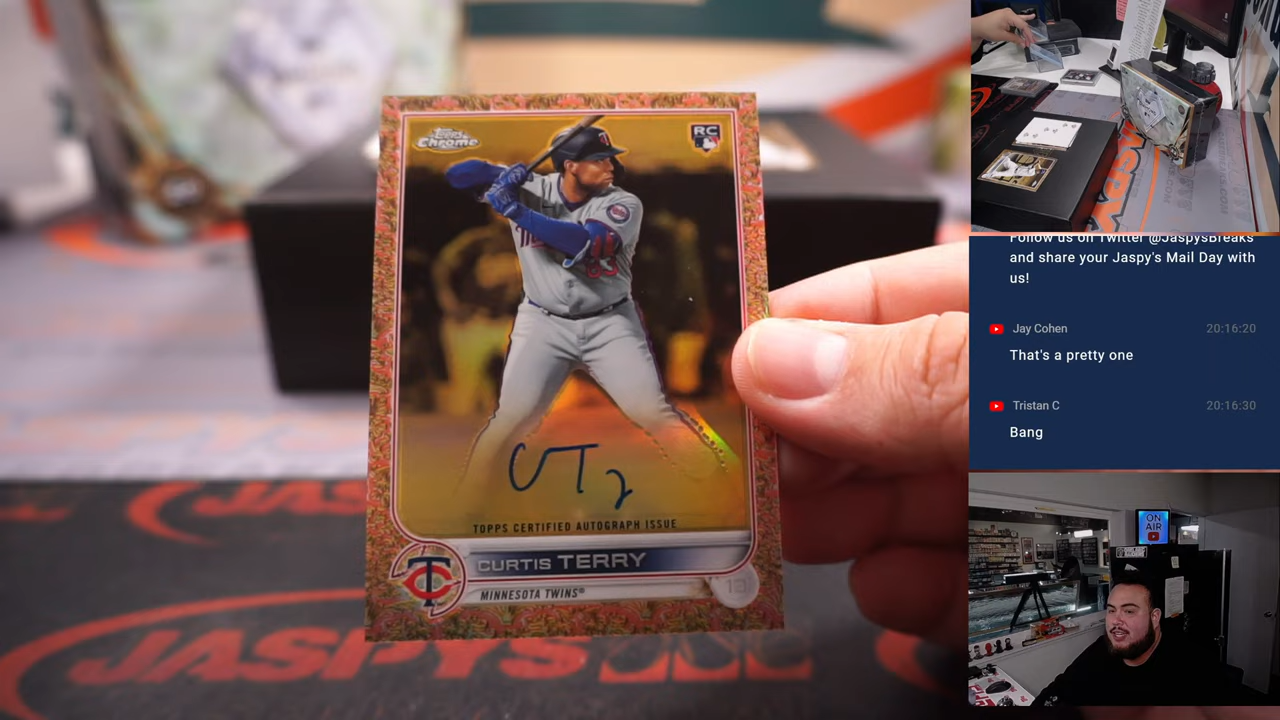 Topps
Chrome
RC
TOPPS CERTIFIED AUTOGRAPH ISSUE
CURTIS TERRY
MINNESOTA TWINS®
TC
JASPYS
JASPY
Follow us on Twitter @JaspysBreaks
and share your Jaspy's Mail Day with
us!
Jay Cohen 20:16:20
That's a pretty one
Tristan C 20:16:30
Bang
ON
AIR